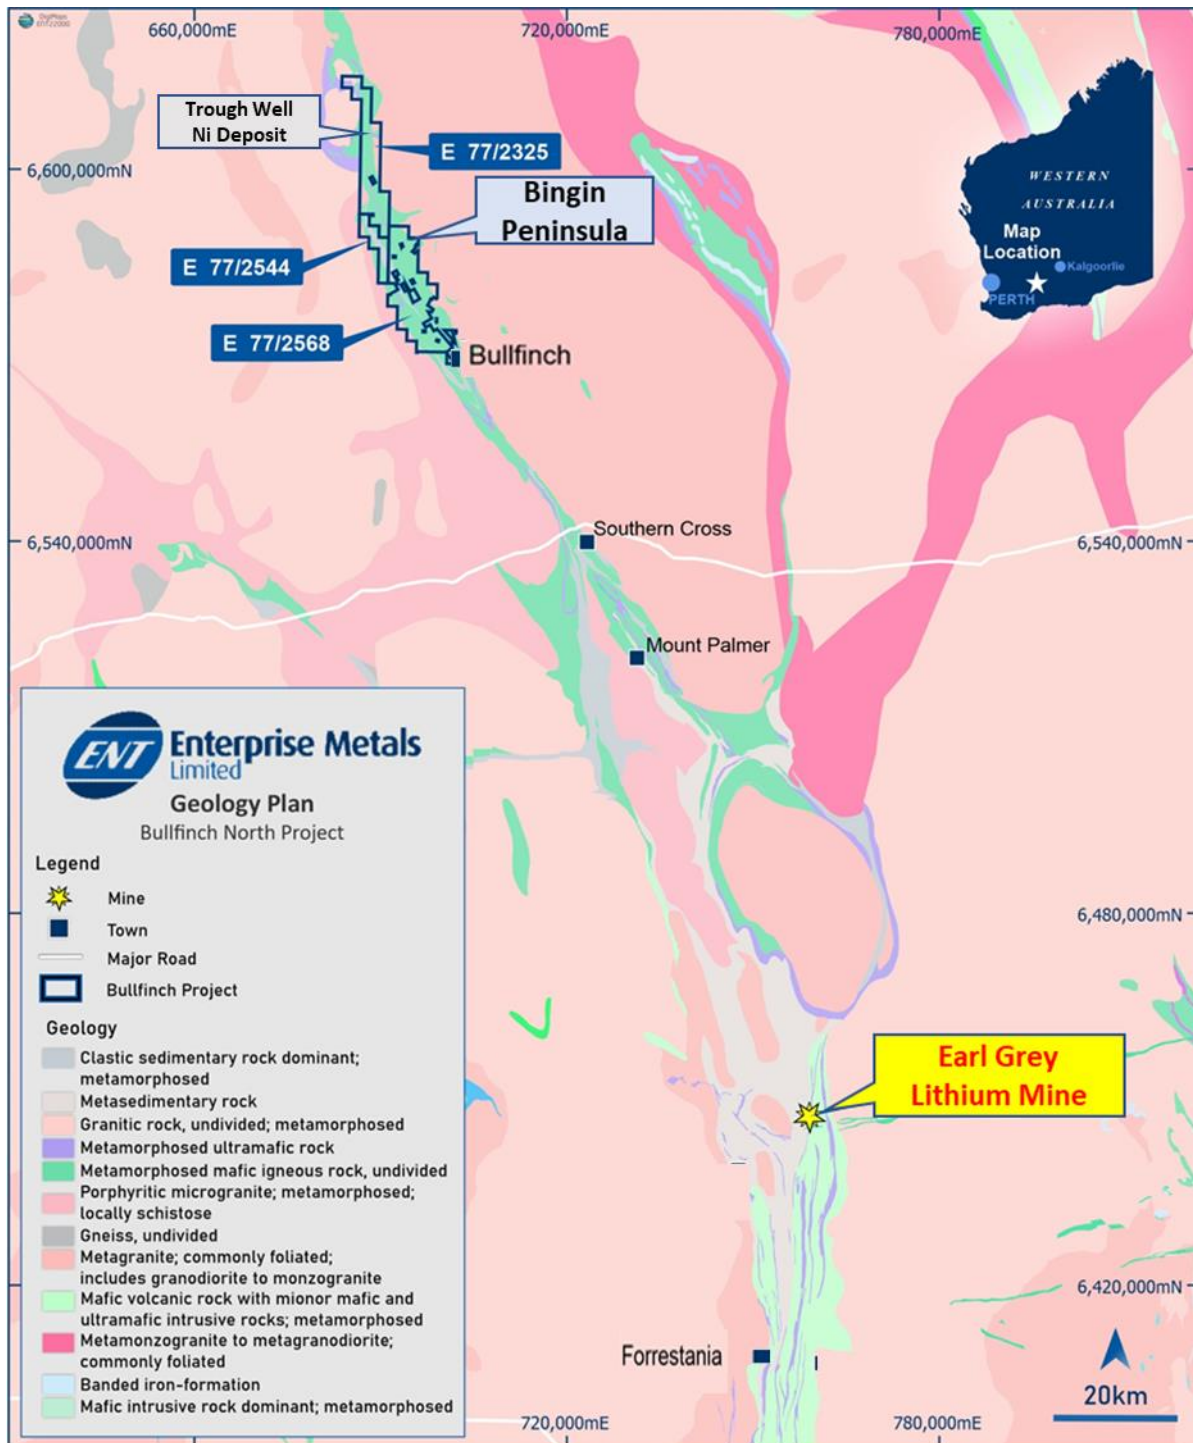 DigiMaps
660,000mE
720,000mE
780,000mE
Trough Well
Ni Deposit
E 77/2325
6,600,000mN
Bingin
Peninsula
E 77/2544
E 77/2568
Bullfinch
WESTERN
AUSTRALIA
Map
Location
Kalgoorlie
PERTH
Southern Cross
6,540,000mN
6,540,000mN
Mount Palmer
ENT
Enterprise Metals
Limited
Geology Plan
Bullfinch North Project
Legend
Mine
Town
Major Road
Bullfinch Project
Geology
Clastic sedimentary rock dominant;
metamorphosed
Metasedimentary rock
Granitic rock, undivided; metamorphosed
Metamorphosed ultramafic rock
Metamorphosed mafic igneous rock, undivided
Porphyritic microgranite; metamorphosed;
locally schistose
Gneiss, undivided
Metagranite; commonly foliated;
includes granodiorite to monzogranite
Mafic volcanic rock with mionor mafic and
ultramafic intrusive rocks; metamorphosed
Metamonzogranite to metagranodiorite;
commonly foliated
Banded iron-formation
Mafic intrusive rock dominant; metamorphosed
6,480,000mN
Earl Grey
Lithium Mine
6,420,000mN
Forrestania
20km
720,000mE
780,000mE